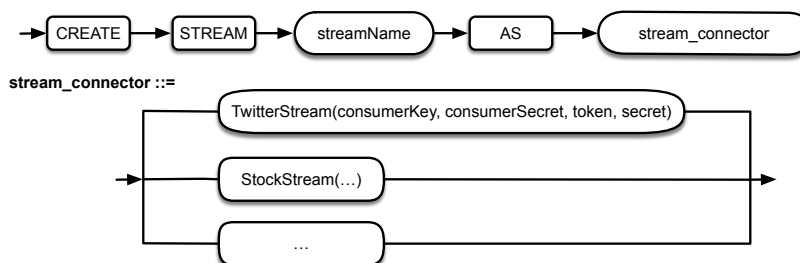 CREATE STREAM streamName AS stream_connector
stream_connector ::=
TwitterStream(consumerKey, consumerSecret, token, secret)
StockStream(…)
…